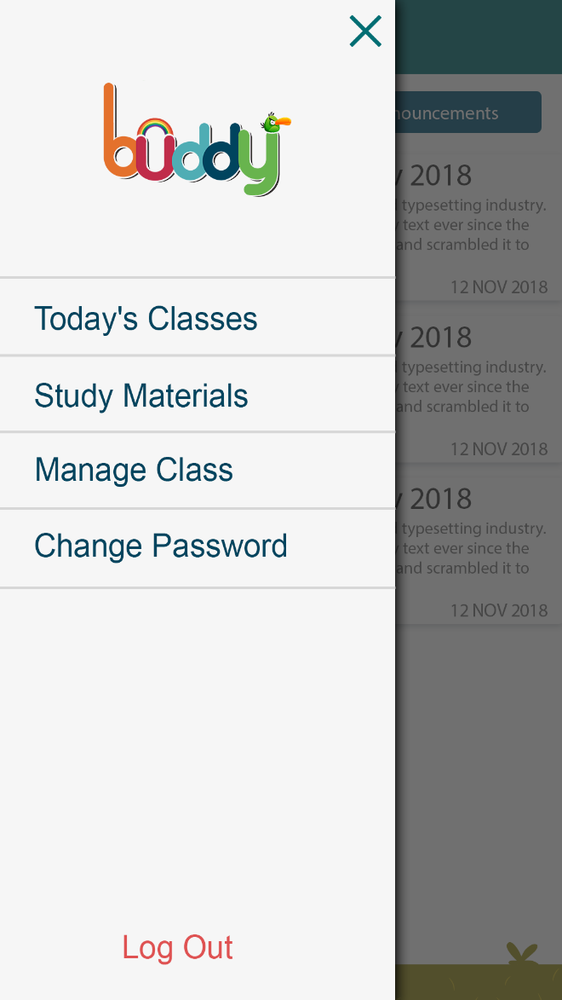 buddy
Today's Classes
Study Materials
Manage Class
Change Password
Log Out
2018
typesetting industry.
text ever since the
and scrambled it to
12 NOV 2018
2018
typesetting industry.
text ever since the
and scrambled it to
12 NOV 2018
2018
typesetting industry.
text ever since the
and scrambled it to
12 NOV 2018